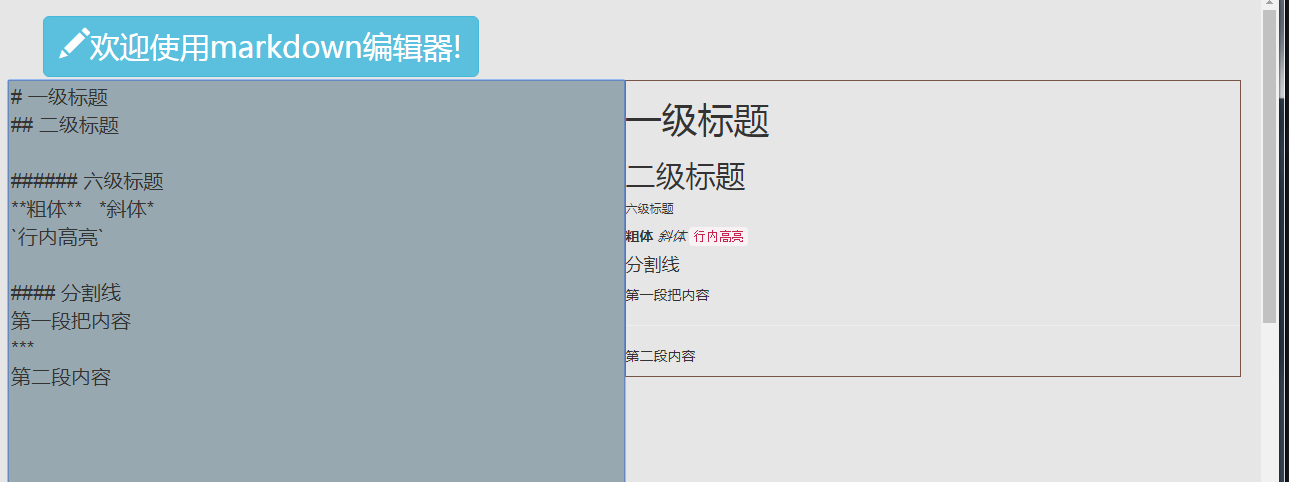 欢迎使用markdown编辑器!
# 一级标题
## 二级标题
###### 六级标题
**粗体** *斜体*
`行内高亮`
#### 分割线
第一段把内容
***
第二段内容
一级标题
二级标题
六级标题
粗体 斜体 行内高亮
分割线
第一段把内容
第二段内容